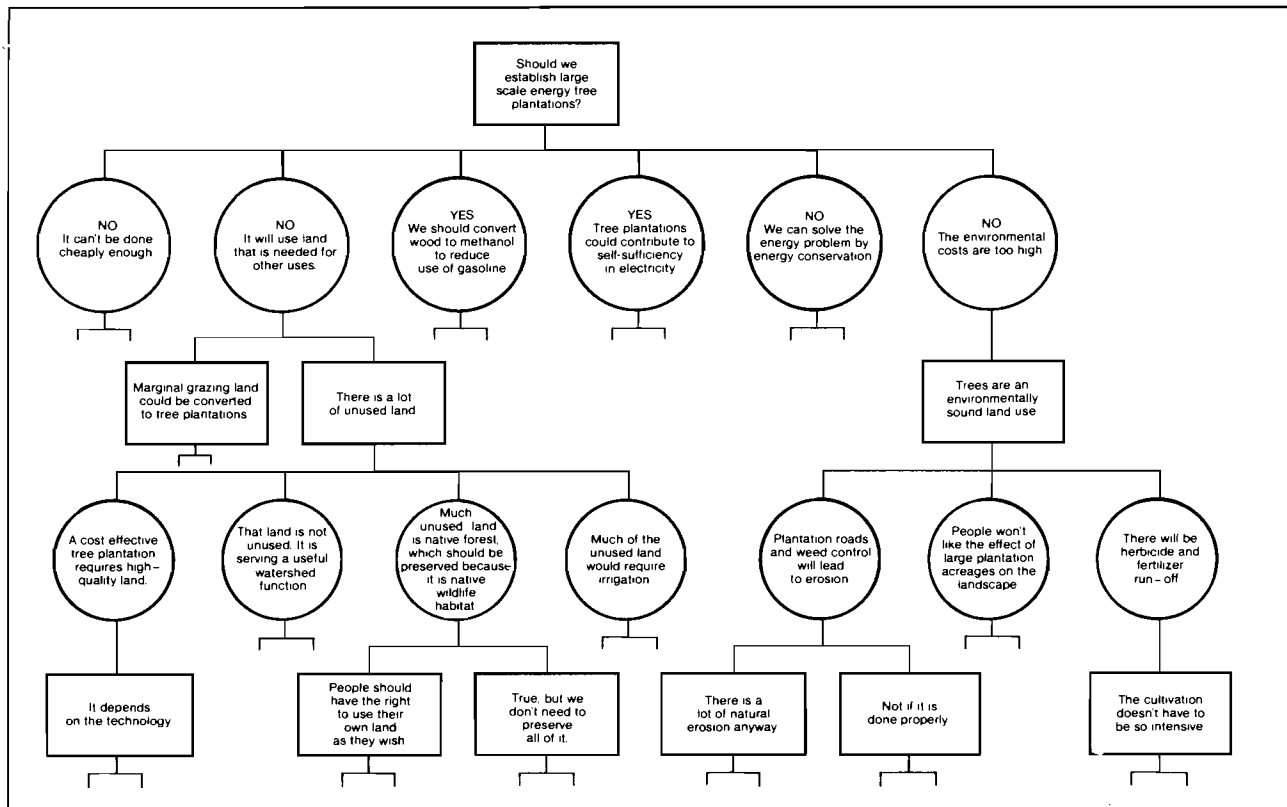 Should we
establish large
scale energy tree
plantations?
NO
It can't be done
cheaply enough
NO
It will use land
that is needed for
other uses.
YES
We should convert
wood to methanol
to reduce
use of gasoline
YES
Tree plantations
could contribute to
self-sufficiency
in electricity
NO
We can solve the
energy problem by
energy conservation
NO
The environmental
costs are too high
Marginal grazing land
could be converted
to tree plantations
There is a lot
of unused land
Trees are an
environmentally
sound land use
A cost effective
tree plantation
requires high–
quality land.
That land is not
unused. It is
serving a useful
watershed
function
Much
unused land
is native forest,
which should be
preserved because
it is native
wildlife
habitat
Much of the
unused land
would require
irrigation
Plantation roads
and weed control
will lead
to erosion
People won't
like the effect of
large plantation
acreages on the
landscape
There will be
herbicide and
fertilizer
run–off
It depends
on the technology
People should
have the right
to use their
own land
as they wish
True, but we
don't need to
preserve
all of it.
There is a
lot of natural
erosion anyway
Not if it is
done properly
The cultivation
doesn't have to
be so intensive